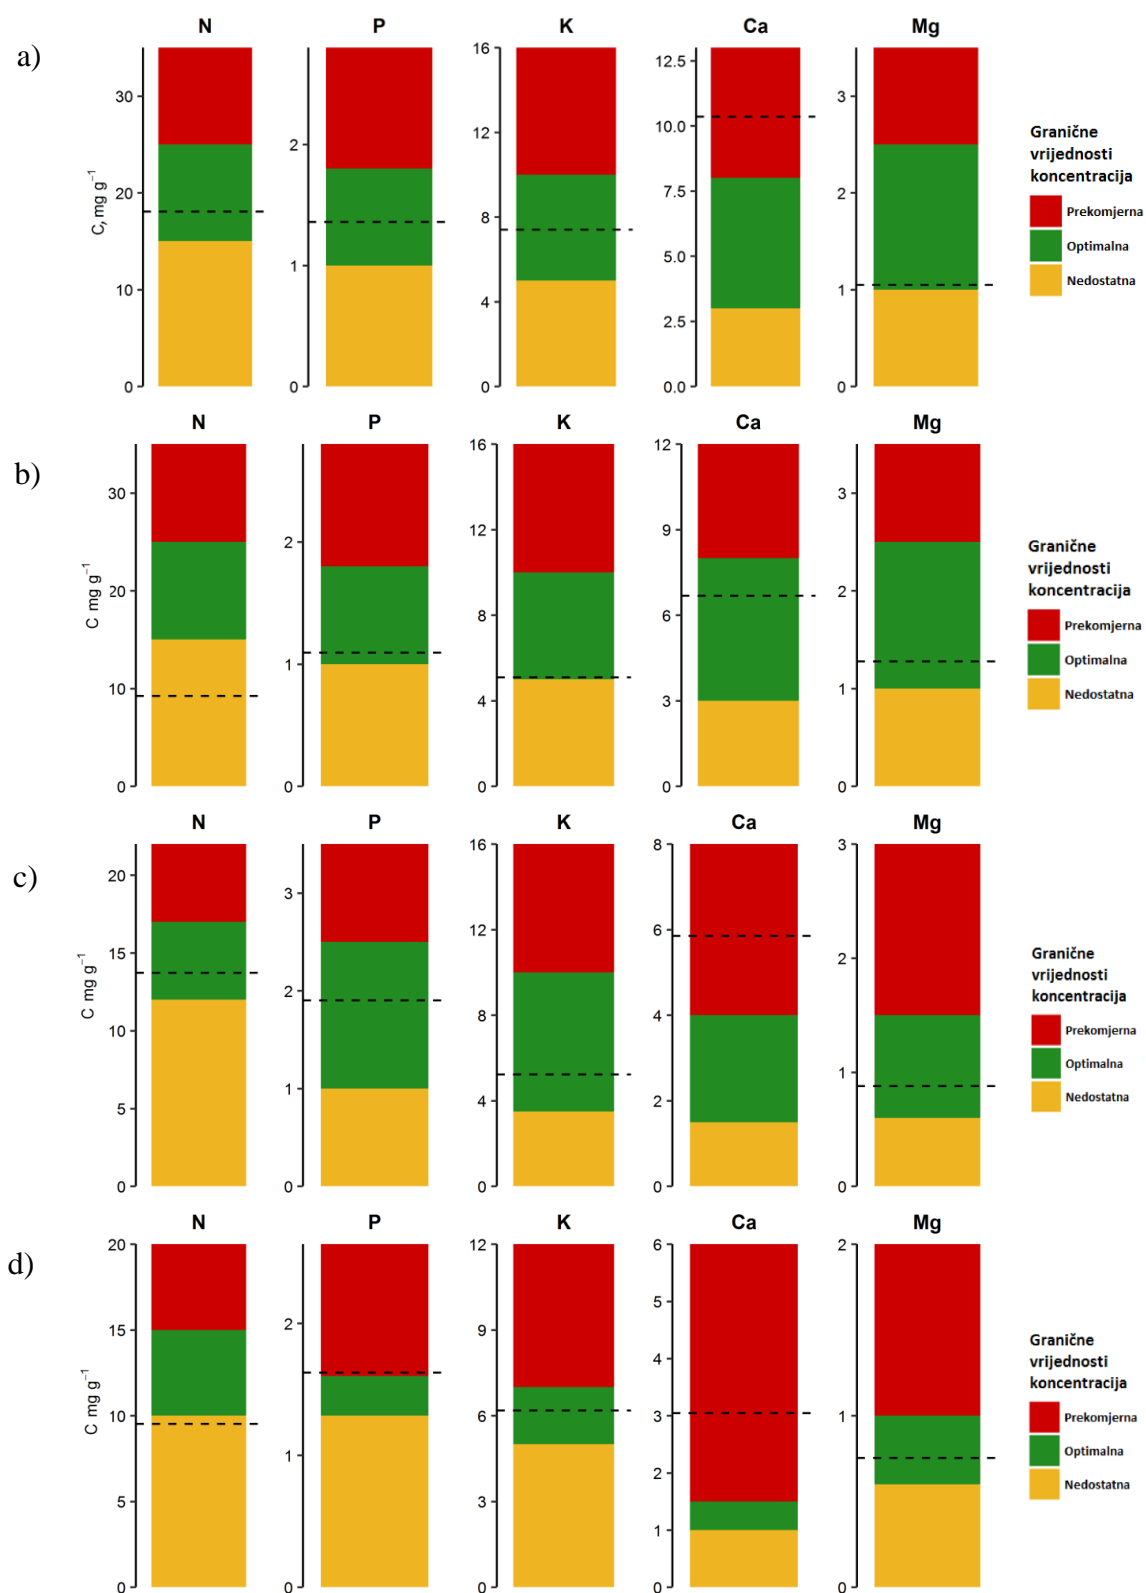 a)
N P K Ca Mg
C, mg g⁻¹
30
20
10
0
2
1
0
16
12
8
4
0
12.5
10.0
7.5
5.0
2.5
0.0
3
2
1
0
Granične
vrijednosti
koncentracija
Prekomjerna
Optimalna
Nedostatna
b)
N P K Ca Mg
C mg g⁻¹
30
20
10
0
2
1
0
16
12
8
4
0
12
9
6
3
0
3
2
1
0
Granične
vrijednosti
koncentracija
Prekomjerna
Optimalna
Nedostatna
c)
N P K Ca Mg
C mg g⁻¹
20
15
10
5
0
3
2
1
0
16
12
8
4
0
8
6
4
2
0
3
2
1
0
Granične
vrijednosti
koncentracija
Prekomjerna
Optimalna
Nedostatna
d)
N P K Ca Mg
C mg g⁻¹
20
15
10
5
0
2
1
0
12
9
6
3
0
6
5
4
3
2
1
0
2
1
0
Granične
vrijednosti
koncentracija
Prekomjerna
Optimalna
Nedostatna